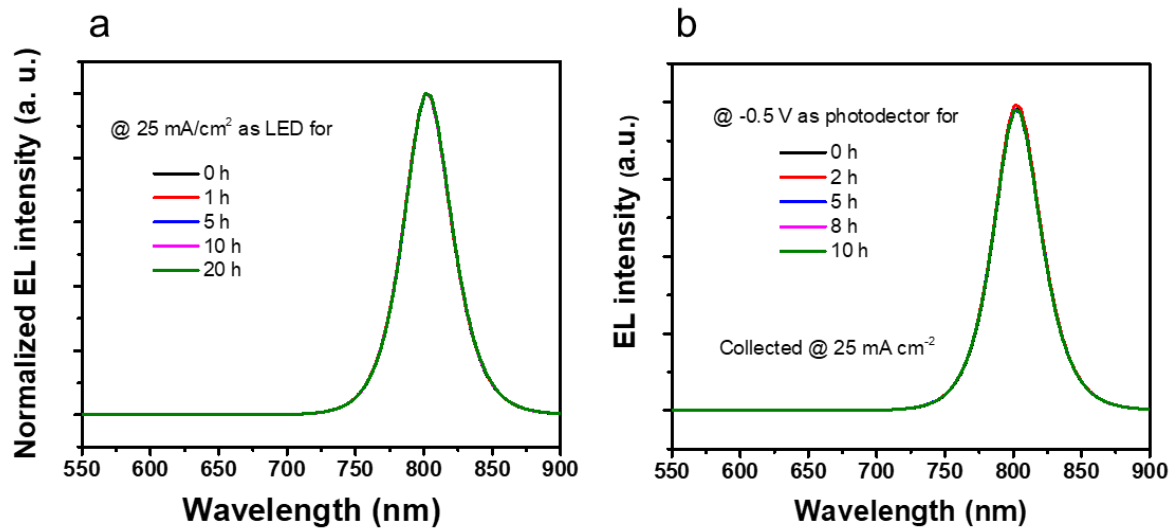 a
Normalized EL intensity (a. u.)
@ 25 mA/cm² as LED for
0 h
1 h
5 h
10 h
20 h
550 600 650 700 750 800 850 900
Wavelength (nm)
b
EL intensity (a.u.)
@ -0.5 V as photodector for
0 h
2 h
5 h
8 h
10 h
Collected @ 25 mA cm⁻²
550 600 650 700 750 800 850 900
Wavelength (nm)